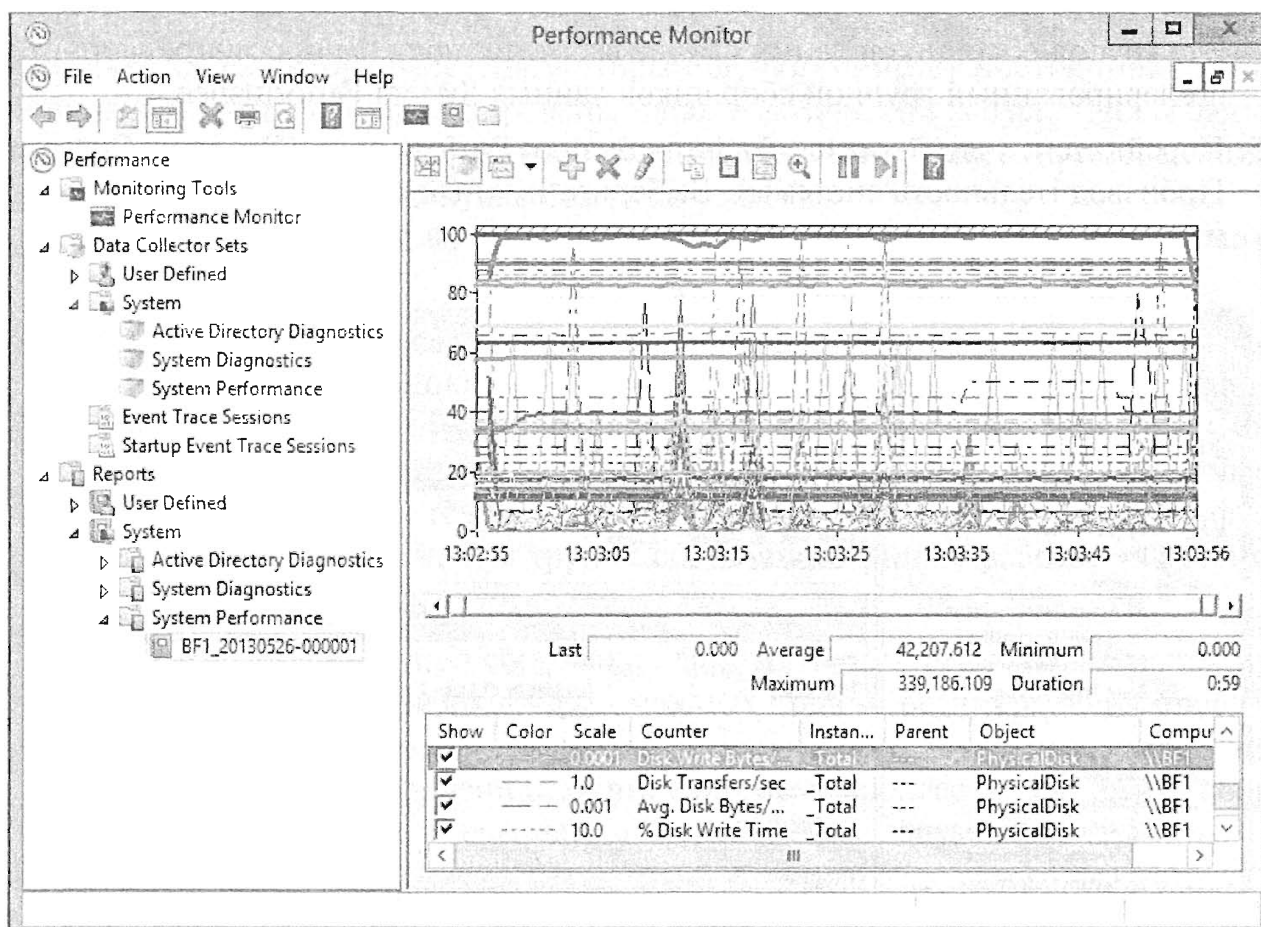 Performance Monitor
File Action View Window Help
Performance
Monitoring Tools
Performance Monitor
Data Collector Sets
User Defined
System
Active Directory Diagnostics
System Diagnostics
System Performance
Event Trace Sessions
Startup Event Trace Sessions
Reports
User Defined
System
Active Directory Diagnostics
System Diagnostics
System Performance
BF1_20130526-000001
100
80
60
40
20
0
13:02:55 13:03:05 13:03:15 13:03:25 13:03:35 13:03:45 13:03:56
Last 0.000 Average 42,207.612 Minimum 0.000
Maximum 339,186.109 Duration 0:59
Show Color Scale Counter Instan... Parent Object Comput
0.0001 Disk Write Bytes/... _Total --- PhysicalDisk \\BF1
1.0 Disk Transfers/sec _Total --- PhysicalDisk \\BF1
0.001 Avg. Disk Bytes/... _Total --- PhysicalDisk \\BF1
10.0 % Disk Write Time _Total --- PhysicalDisk \\BF1